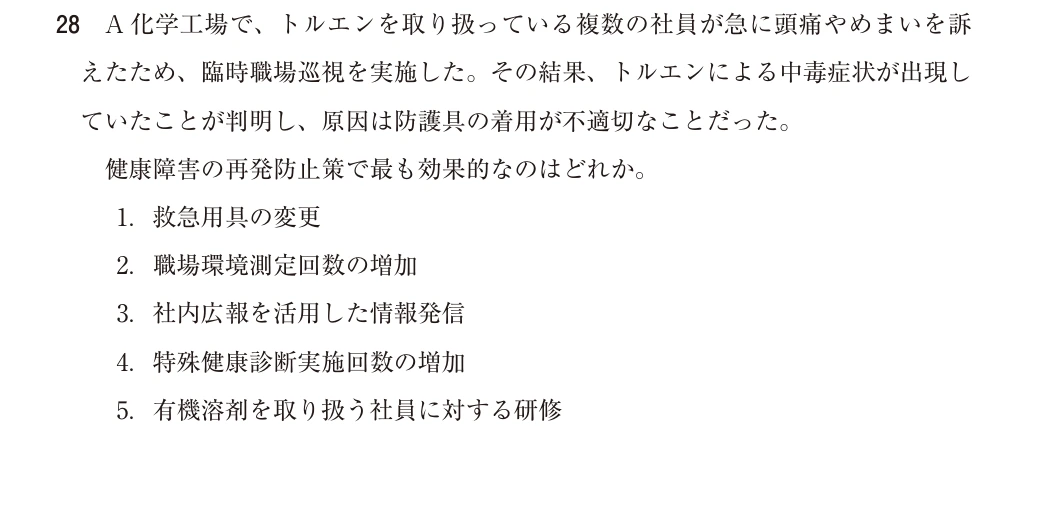 28 A 化学工場で、トルエンを取り扱っている複数の社員が急に頭痛やめまいを訴
えたため、臨時職場巡視を実施した。その結果、トルエンによる中毒症状が出現し
ていたことが判明し、原因は防護具の着用が不適切なことだった。
健康障害の再発防止策で最も効果的なのはどれか。
1. 救急用具の変更
2. 職場環境測定回数の増加
3. 社内広報を活用した情報発信
4. 特殊健康診断実施回数の増加
5. 有機溶剤を取り扱う社員に対する研修